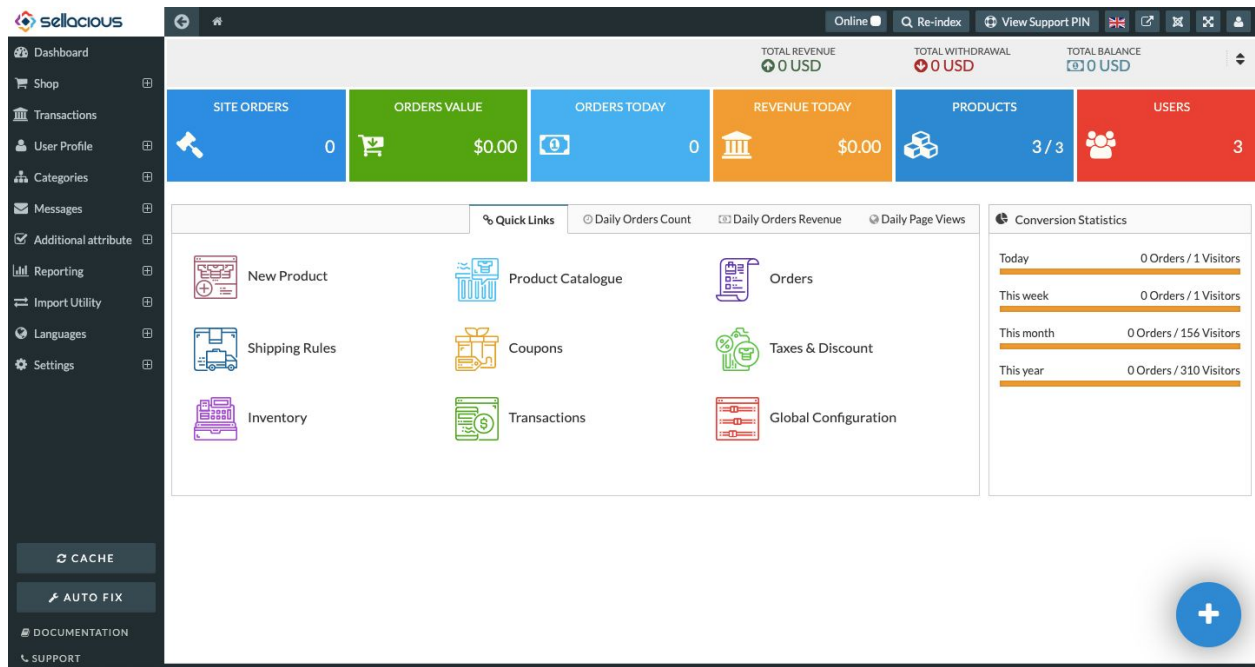 sellacious
Online
Re-index
View Support PIN
Dashboard
Shop
Transactions
User Profile
Categories
Messages
Additional attribute
Reporting
Import Utility
Languages
Settings
CACHE
AUTO FIX
DOCUMENTATION
SUPPORT
TOTAL REVENUE
0 USD
TOTAL WITHDRAWAL
0 USD
TOTAL BALANCE
0 USD
SITE ORDERS
0
ORDERS VALUE
$0.00
ORDERS TODAY
0
REVENUE TODAY
$0.00
PRODUCTS
3 / 3
USERS
3
Quick Links
Daily Orders Count
Daily Orders Revenue
Daily Page Views
New Product
Product Catalogue
Orders
Shipping Rules
Coupons
Taxes & Discount
Inventory
Transactions
Global Configuration
Conversion Statistics
Today 0 Orders / 1 Visitors
This week 0 Orders / 1 Visitors
This month 0 Orders / 156 Visitors
This year 0 Orders / 310 Visitors